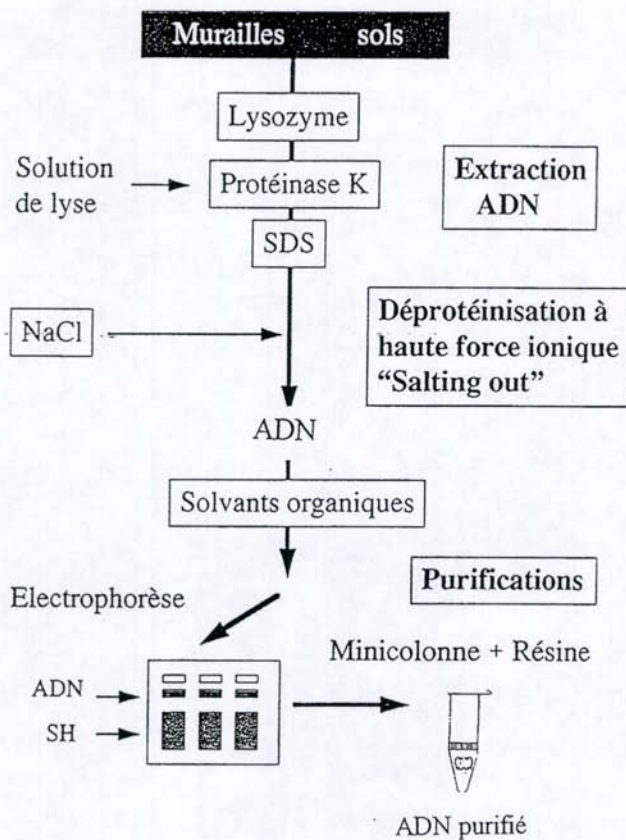 Murailles sols
Lysozyme
Solution
de lyse
Protéinase K
Extraction
ADN
SDS
NaCl
Déprotéinisation à
haute force ionique
“Salting out”
ADN
Solvants organiques
Purifications
Electrophorèse
Minicolonne + Résine
ADN
SH
ADN purifié